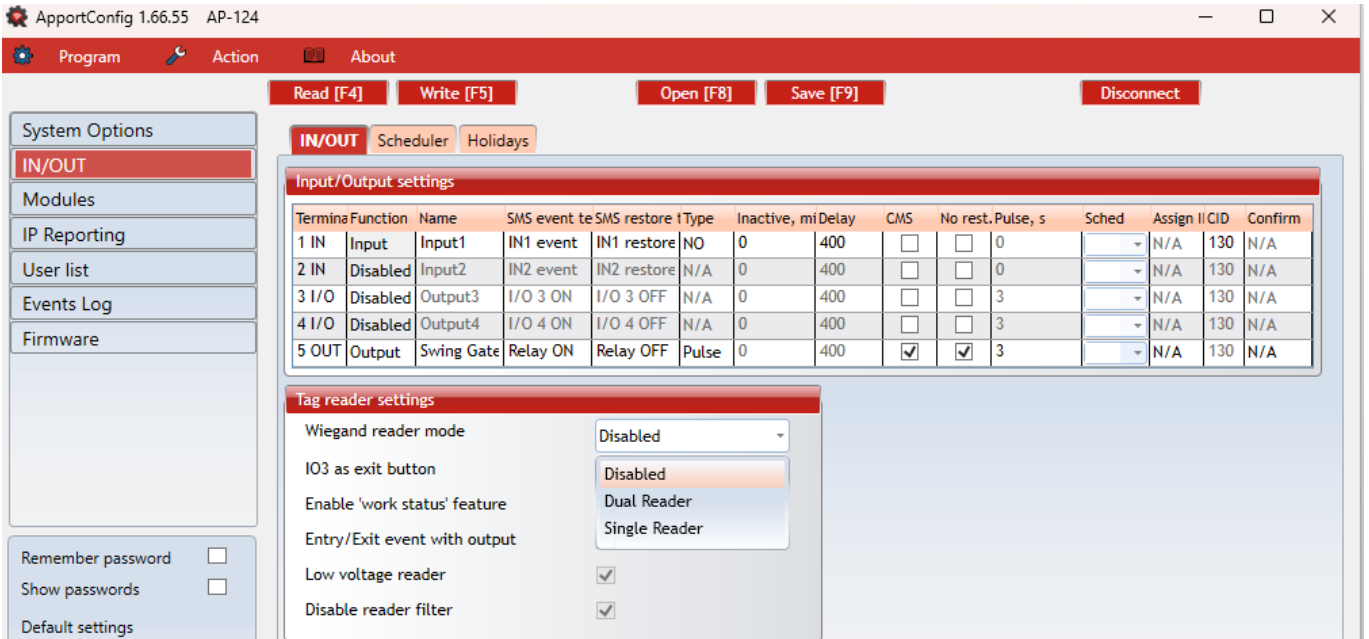 ApportConfig 1.66.55 AP-124
Program Action About
Read [F4] Write [F5] Open [F8] Save [F9] Disconnect
System Options
IN/OUT
Modules
IP Reporting
User list
Events Log
Firmware
Remember password
Show passwords
Default settings
IN/OUT Scheduler Holidays
Input/Output settings
Termina Function Name SMS event te SMS restore t Type Inactive, mi Delay CMS No rest. Pulse, s Sched Assign I CID Confirm
1 IN Input Input1 IN1 event IN1 restore NO 0 400 0 N/A 130 N/A
2 IN Disabled Input2 IN2 event IN2 restore N/A 0 400 0 N/A 130 N/A
3 I/O Disabled Output3 I/O 3 ON I/O 3 OFF N/A 0 400 3 N/A 130 N/A
4 I/O Disabled Output4 I/O 4 ON I/O 4 OFF N/A 0 400 3 N/A 130 N/A
5 OUT Output Swing Gate Relay ON Relay OFF Pulse 0 400 3 N/A 130 N/A
Tag reader settings
Wiegand reader mode Disabled
IO3 as exit button
Enable 'work status' feature
Entry/Exit event with output
Low voltage reader
Disable reader filter
Disabled
Dual Reader
Single Reader